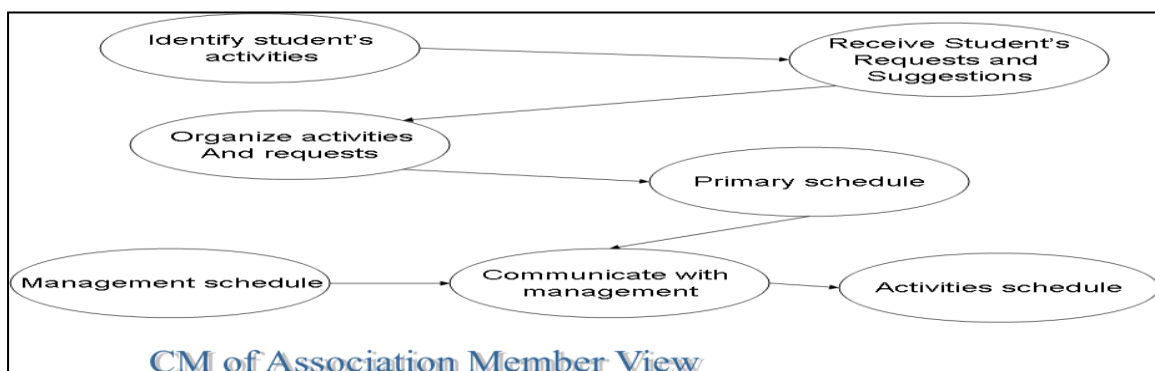 Identify student's
activities
Receive Student's
Requests and
Suggestions
Organize activities
And requests
Primary schedule
Management schedule
Communicate with
management
Activities schedule
CM of Association Member View